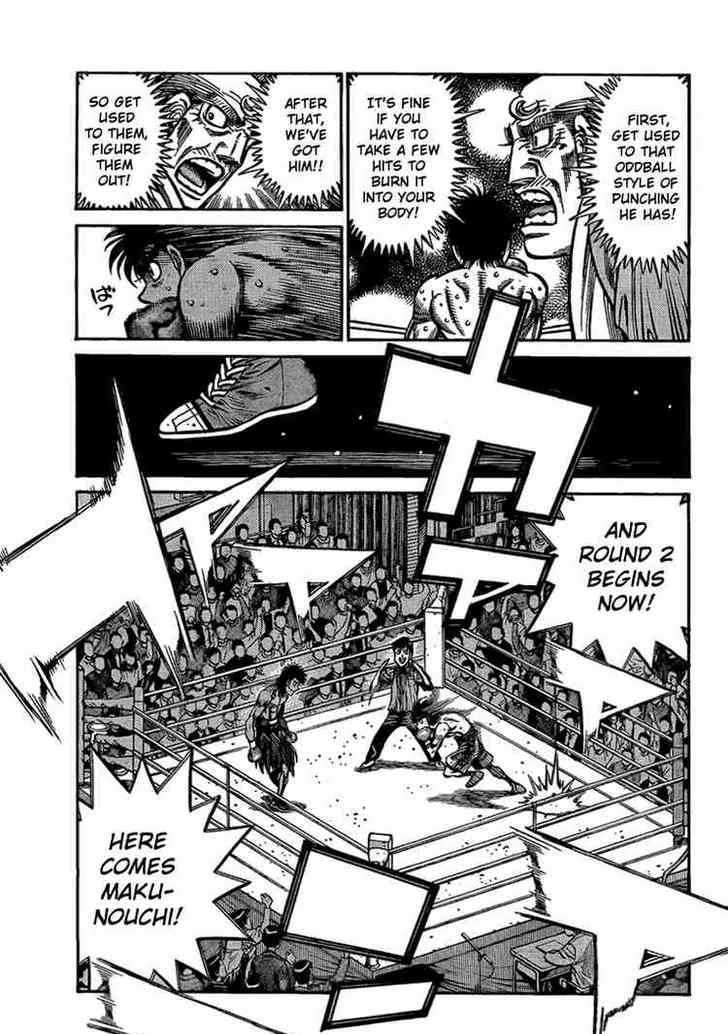 FIRST,
GET USED
TO THAT
ODDBALL
STYLE OF
PUNCHING
HE HAS!
IT'S FINE
IF YOU
HAVE TO
TAKE A FEW
HITS TO
BURN IT
INTO YOUR
BODY!
AFTER
THAT,
WE'VE
GOT
HIM!!
SO GET
USED
TO THEM,
FIGURE
THEM
OUT!
ばっ
カァ
AND
ROUND 2
BEGINS
NOW!
HERE
COMES
MAKU-
NOUCHI!